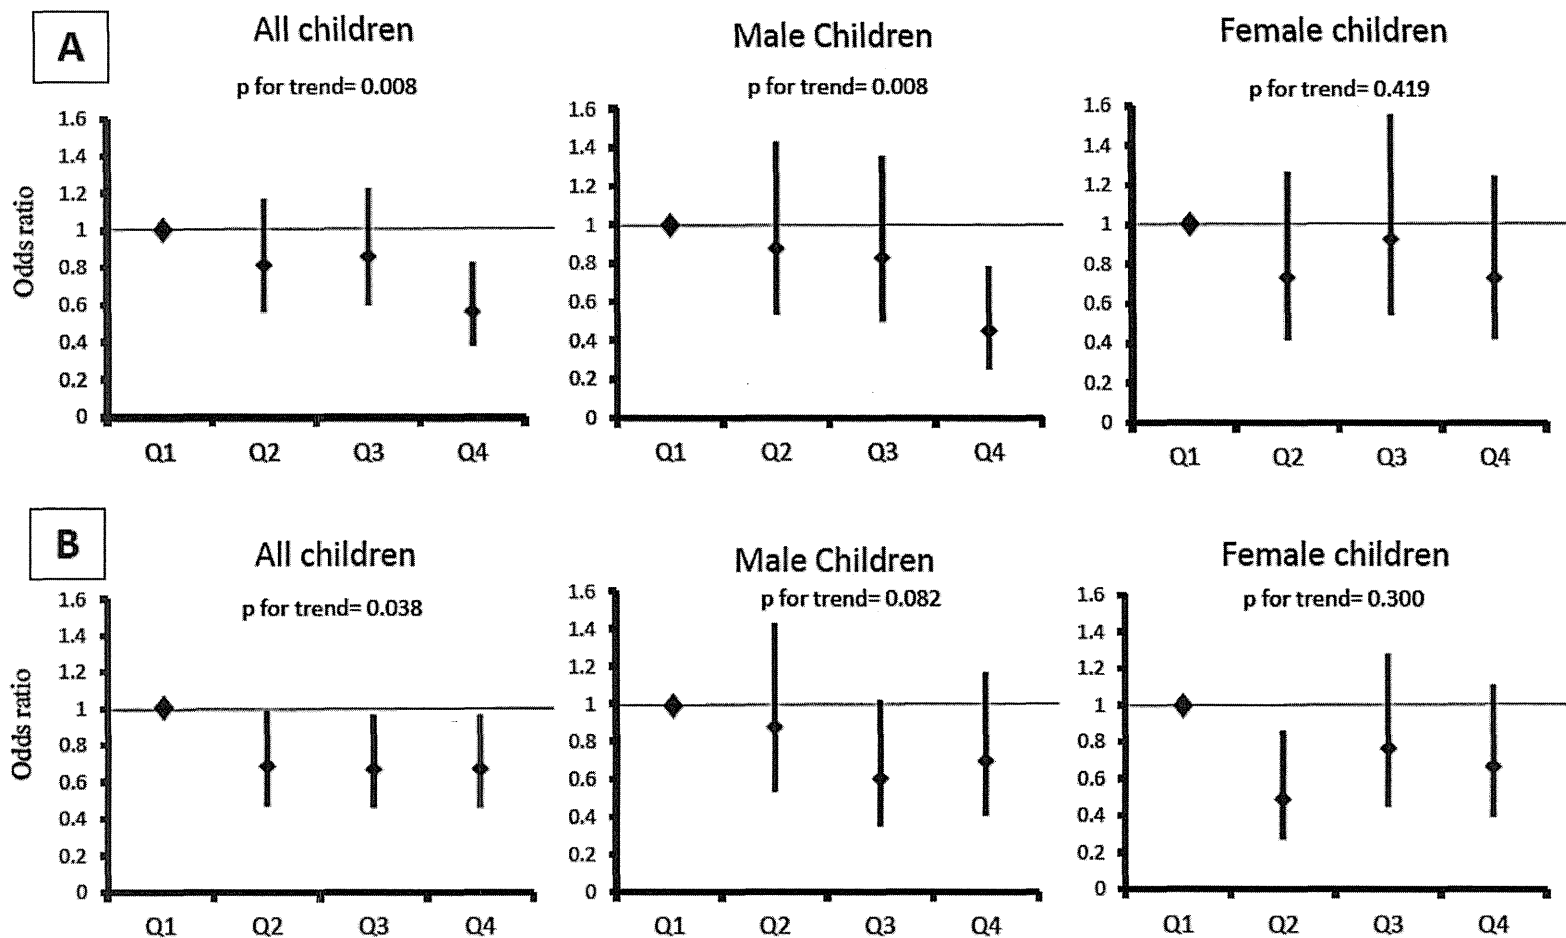 A
All children
Male Children
Female children
p for trend= 0.008
p for trend= 0.008
p for trend= 0.419
Odds ratio
1.6
1.4
1.2
1
0.8
0.6
0.4
0.2
0
Q1 Q2 Q3 Q4
1.6
1.4
1.2
1
0.8
0.6
0.4
0.2
0
Q1 Q2 Q3 Q4
1.6
1.4
1.2
1
0.8
0.6
0.4
0.2
0
Q1 Q2 Q3 Q4
B
All children
Male Children
Female children
p for trend= 0.038
p for trend= 0.082
p for trend= 0.300
Odds ratio
1.6
1.4
1.2
1
0.8
0.6
0.4
0.2
0
Q1 Q2 Q3 Q4
1.6
1.4
1.2
1
0.8
0.6
0.4
0.2
0
Q1 Q2 Q3 Q4
1.6
1.4
1.2
1
0.8
0.6
0.4
0.2
0
Q1 Q2 Q3 Q4